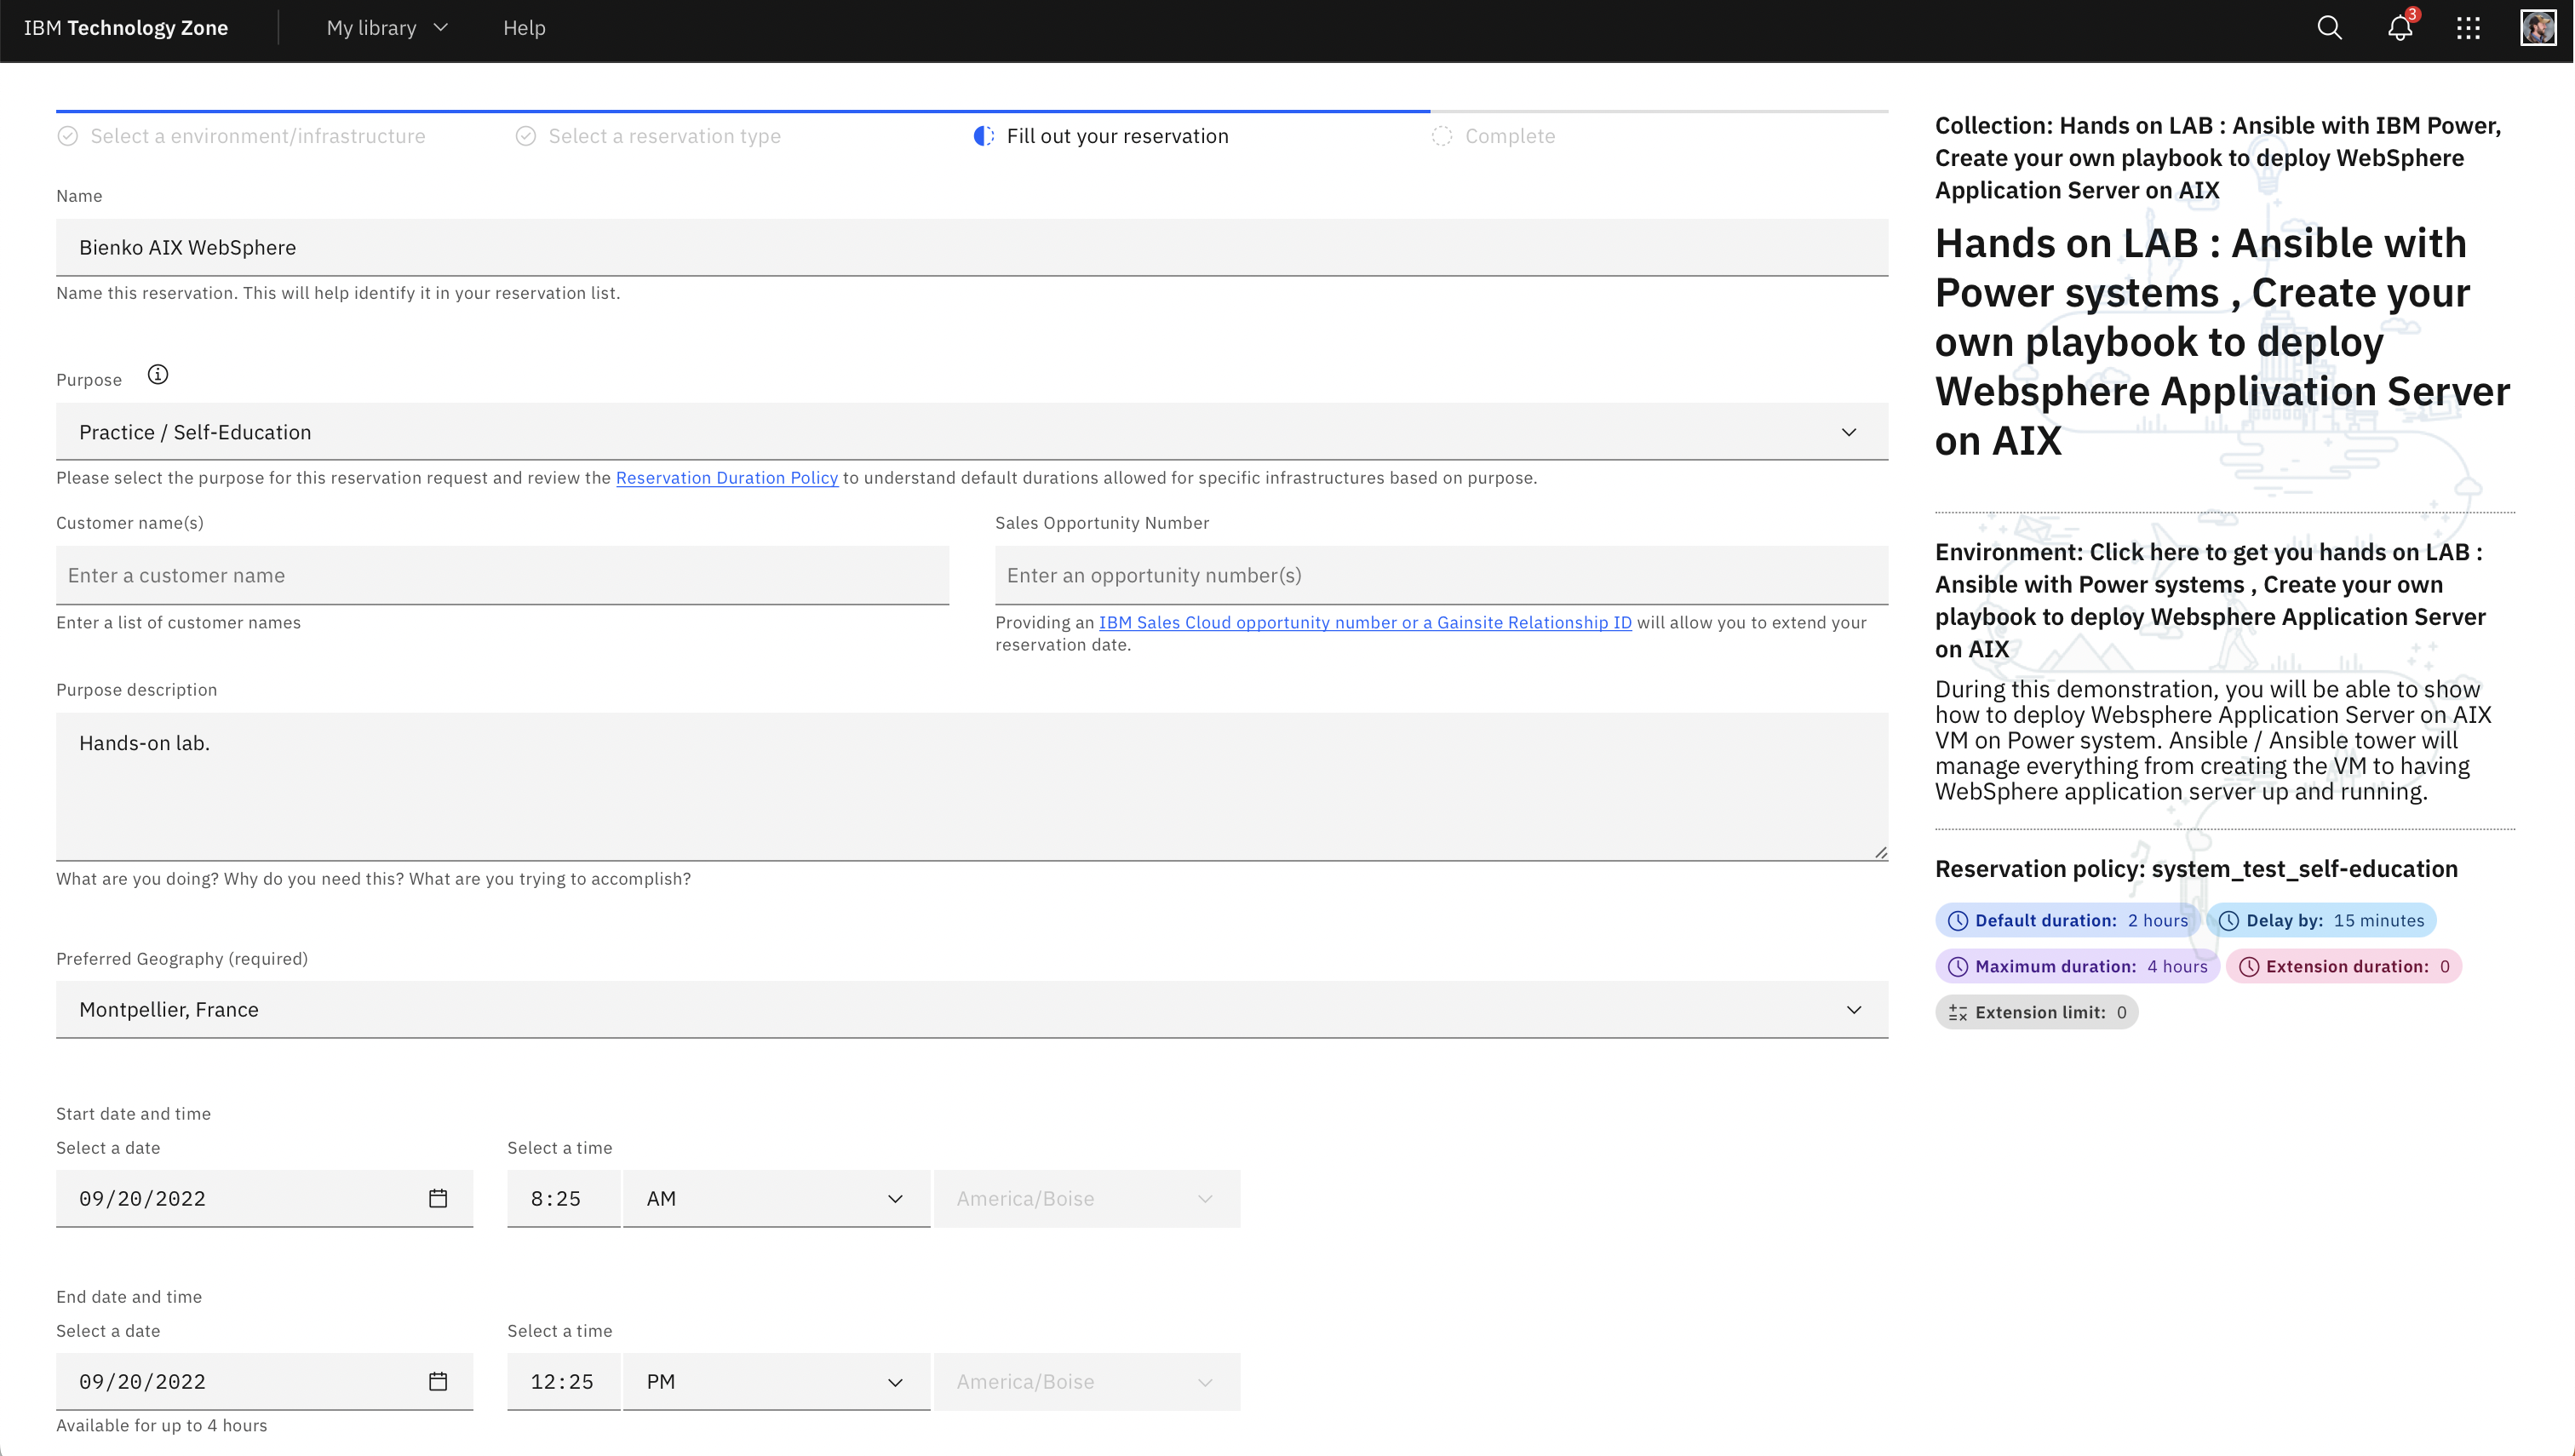 IBM Technology Zone
My library
Help
3
Select a environment/infrastructure
Select a reservation type
Fill out your reservation
Complete
Name
Bienko AIX WebSphere
Name this reservation. This will help identify it in your reservation list.
Purpose
Practice / Self-Education
Please select the purpose for this reservation request and review the Reservation Duration Policy to understand default durations allowed for specific infrastructures based on purpose.
Customer name(s)
Enter a customer name
Enter a list of customer names
Sales Opportunity Number
Enter an opportunity number(s)
Providing an IBM Sales Cloud opportunity number or a Gainsite Relationship ID will allow you to extend your
reservation date.
Purpose description
Hands-on lab.
What are you doing? Why do you need this? What are you trying to accomplish?
Preferred Geography (required)
Montpellier, France
Start date and time
Select a date
Select a time
09/20/2022
8:25
AM
America/Boise
End date and time
Select a date
Select a time
09/20/2022
12:25
PM
America/Boise
Available for up to 4 hours
Collection: Hands on LAB : Ansible with IBM Power,
Create your own playbook to deploy WebSphere
Application Server on AIX
Hands on LAB : Ansible with
Power systems , Create your
own playbook to deploy
Websphere Applivation Server
on AIX
Environment: Click here to get you hands on LAB :
Ansible with Power systems , Create your own
playbook to deploy Websphere Application Server
on AIX
During this demonstration, you will be able to show
how to deploy Websphere Application Server on AIX
VM on Power system. Ansible / Ansible tower will
manage everything from creating the VM to having
WebSphere application server up and running.
Reservation policy: system_test_self-education
Default duration: 2 hours
Delay by: 15 minutes
Maximum duration: 4 hours
Extension duration: 0
Extension limit: 0